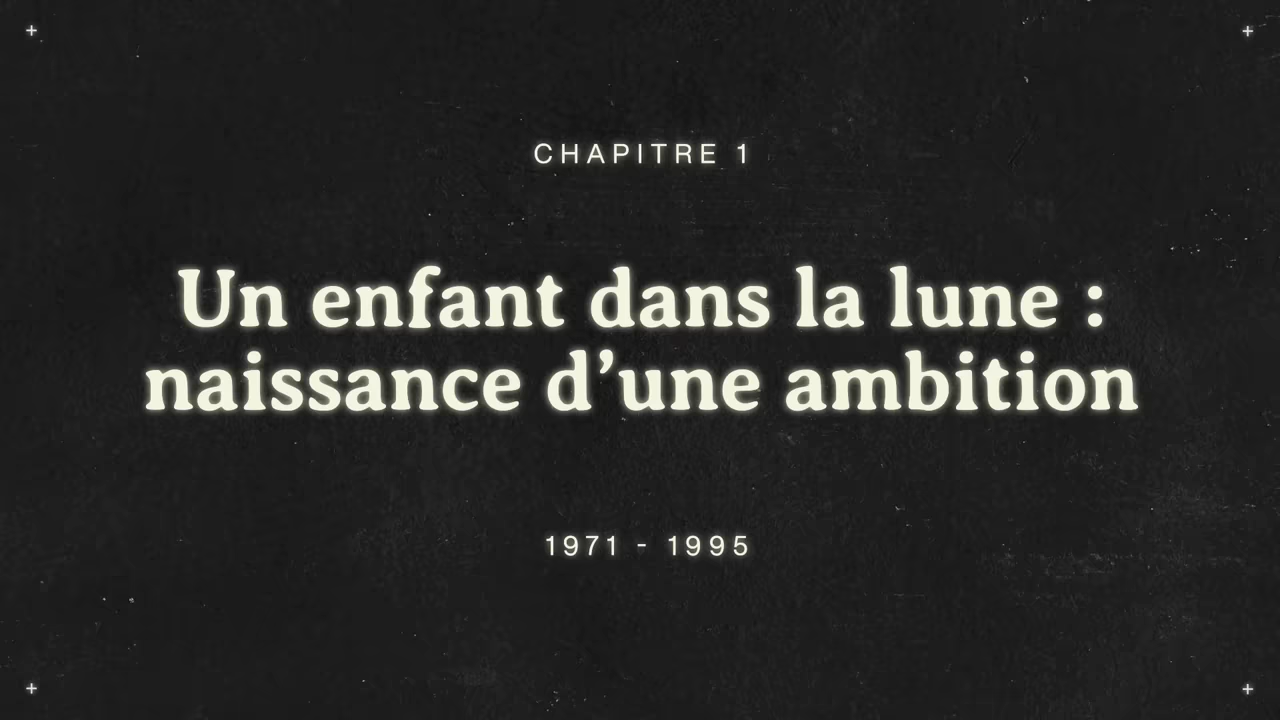 CHAPITRE 1
Un enfant dans la lune :
naissance d’une ambition
1971 - 1995